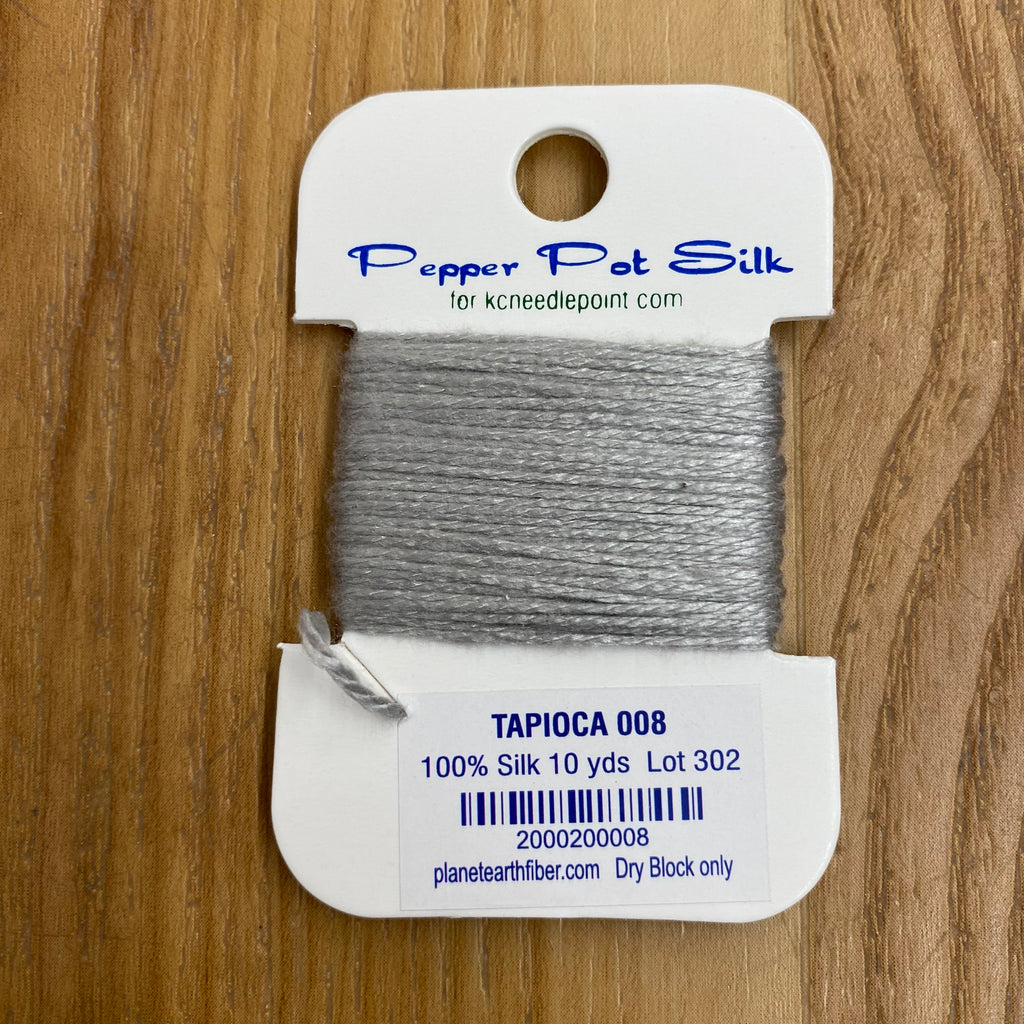 Pepper Pot Silk
for kcneedlepoint com
TAPIOCA 008
100% Silk 10 yds Lot 302
2000200008
planetearthfiber.com Dry Block only